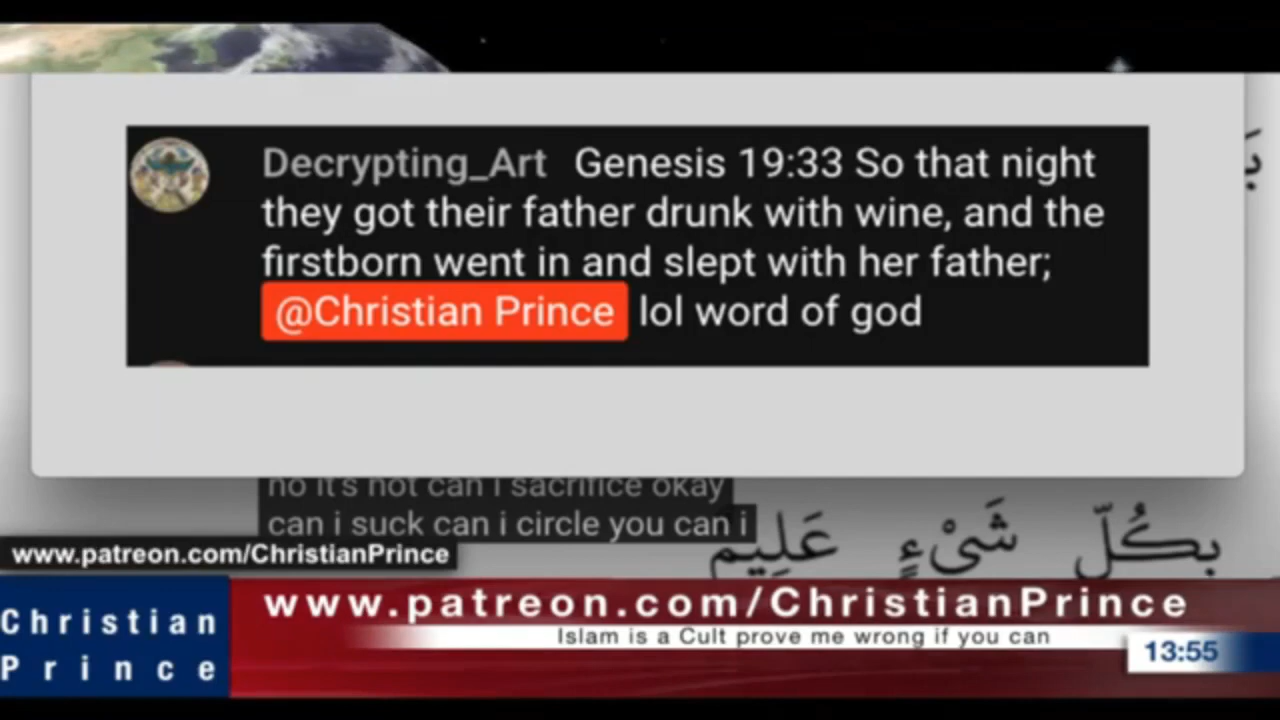 Decrypting_Art Genesis 19:33 So that night
they got their father drunk with wine, and the
firstborn went in and slept with her father;
@Christian Prince lol word of god
no it's not can i sacrifice okay
can i suck can i circle you can i
بِكُلِّ شَيْءٍ عَلِيمٌ
www.patreon.com/ChristianPrince
www.patreon.com/ChristianPrince
Islam is a Cult prove me wrong if you can
Christian
Prince
13:55